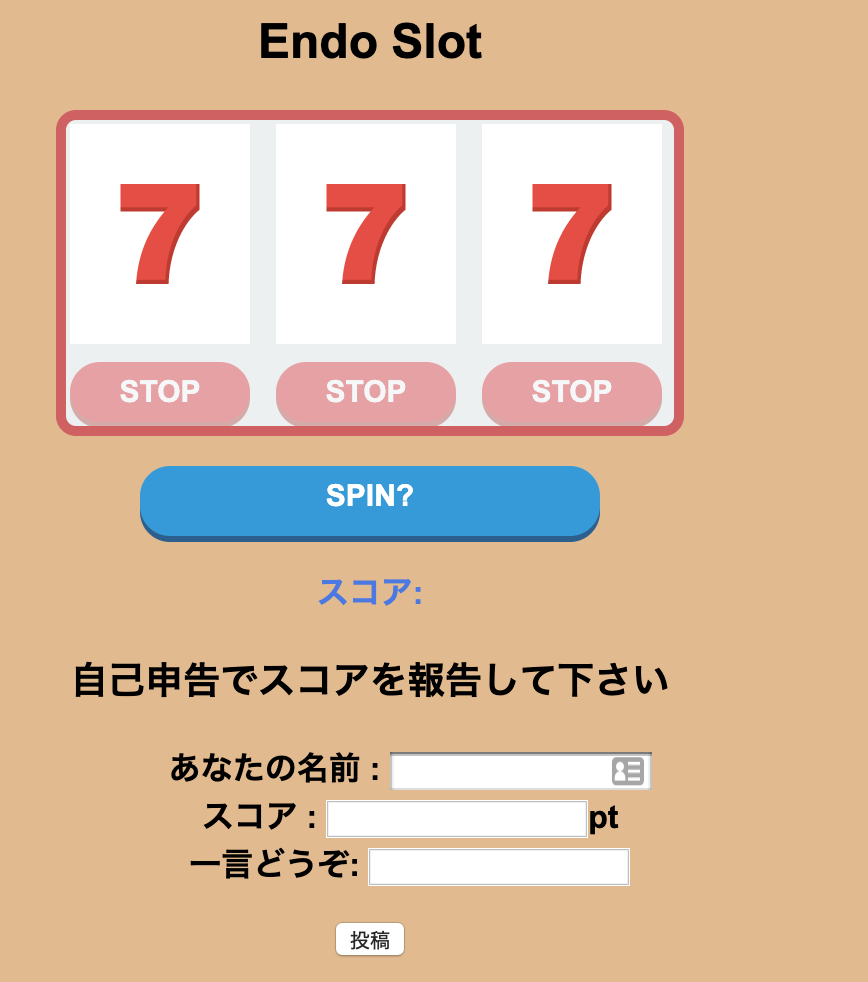 Endo Slot
7 7 7
STOP STOP STOP
SPIN?
スコア:
自己申告でスコアを報告して下さい
あなたの名前 :
スコア : pt
一言どうぞ:
投稿